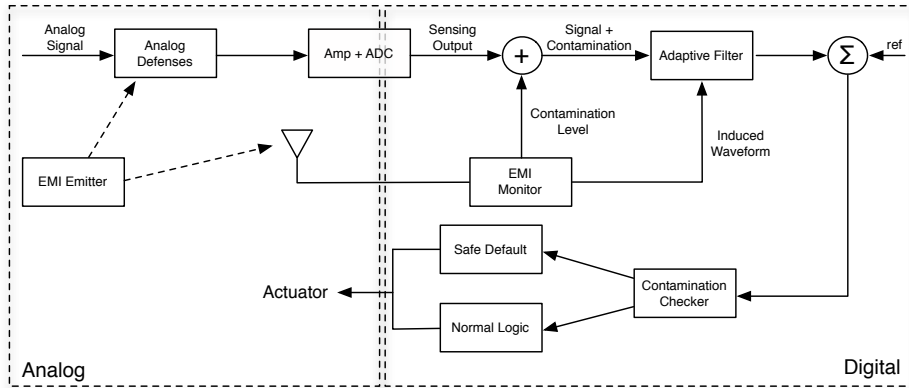 Analog
Signal
Analog
Defenses
Amp + ADC
Sensing
Output
+
Signal +
Contamination
Adaptive Filter
Σ
ref
Contamination
Level
Induced
Waveform
EMI Emitter
EMI
Monitor
Safe Default
Actuator
Contamination
Checker
Normal Logic
Analog
Digital